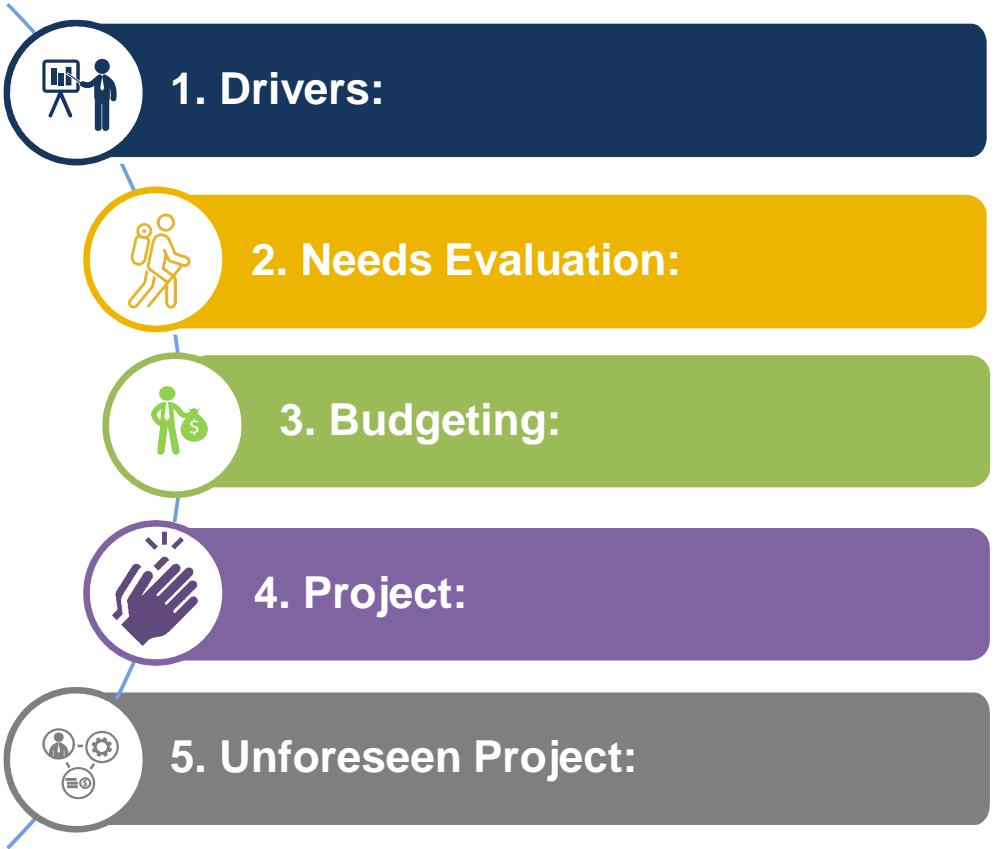 1. Drivers:
2. Needs Evaluation:
$
3. Budgeting:
4. Project:
5. Unforeseen Project:
$